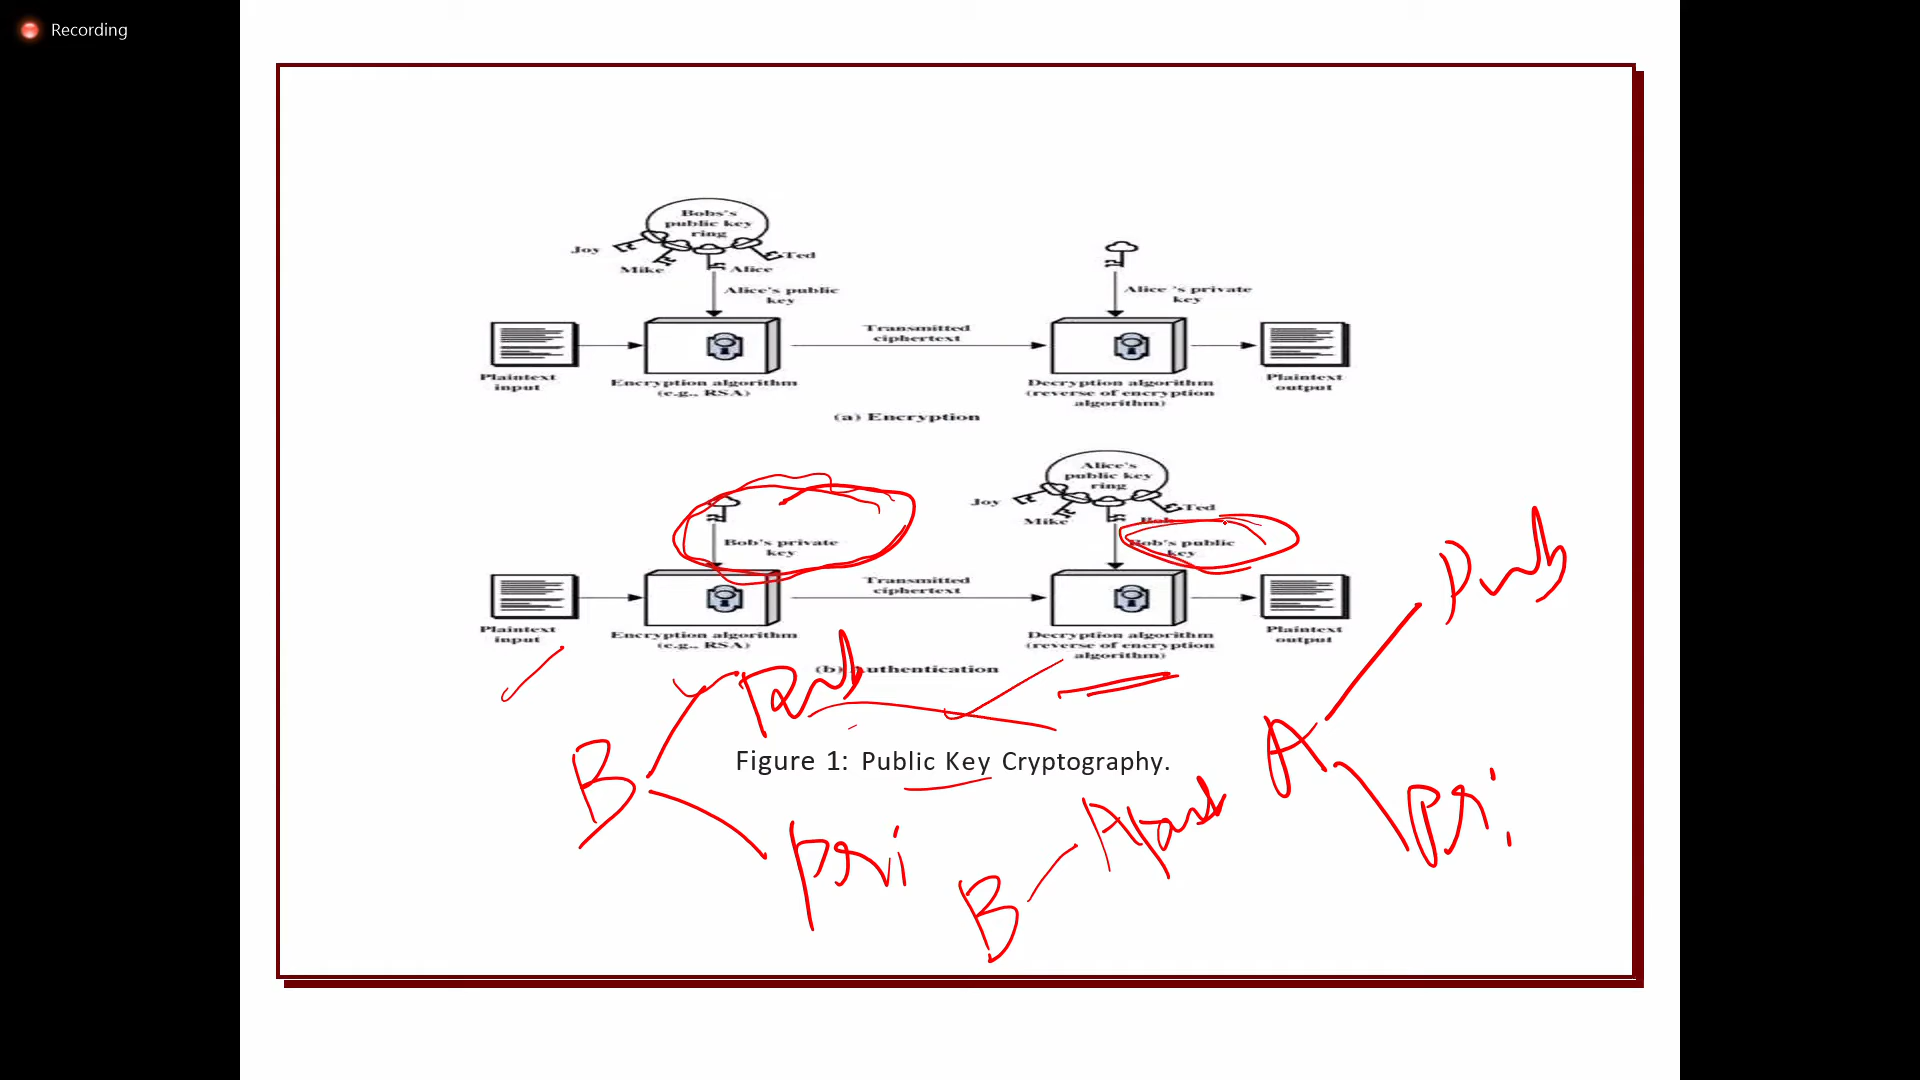 Recording
Bobs's
public key
ring
Joy
Ted
Mike
Alice
Alice's public
key
Alice 's private
key
Transmitted
ciphertext
Plaintext
input
Encryption algorithm
(e.g., RSA)
Decryption algorithm
(reverse of encryption
algorithm)
Plaintext
output
(a) Encryption
Alice's
public key
ring
Joy
Ted
Mike
Bob
Bob's private
key
Bob's public
key
Transmitted
ciphertext
Plaintext
input
Encryption algorithm
(e.g., RSA)
Decryption algorithm
(reverse of encryption
algorithm)
Plaintext
output
(b) Authentication
Pub
B
Pub
Pri
Figure 1: Public Key Cryptography.
A
Pri
B